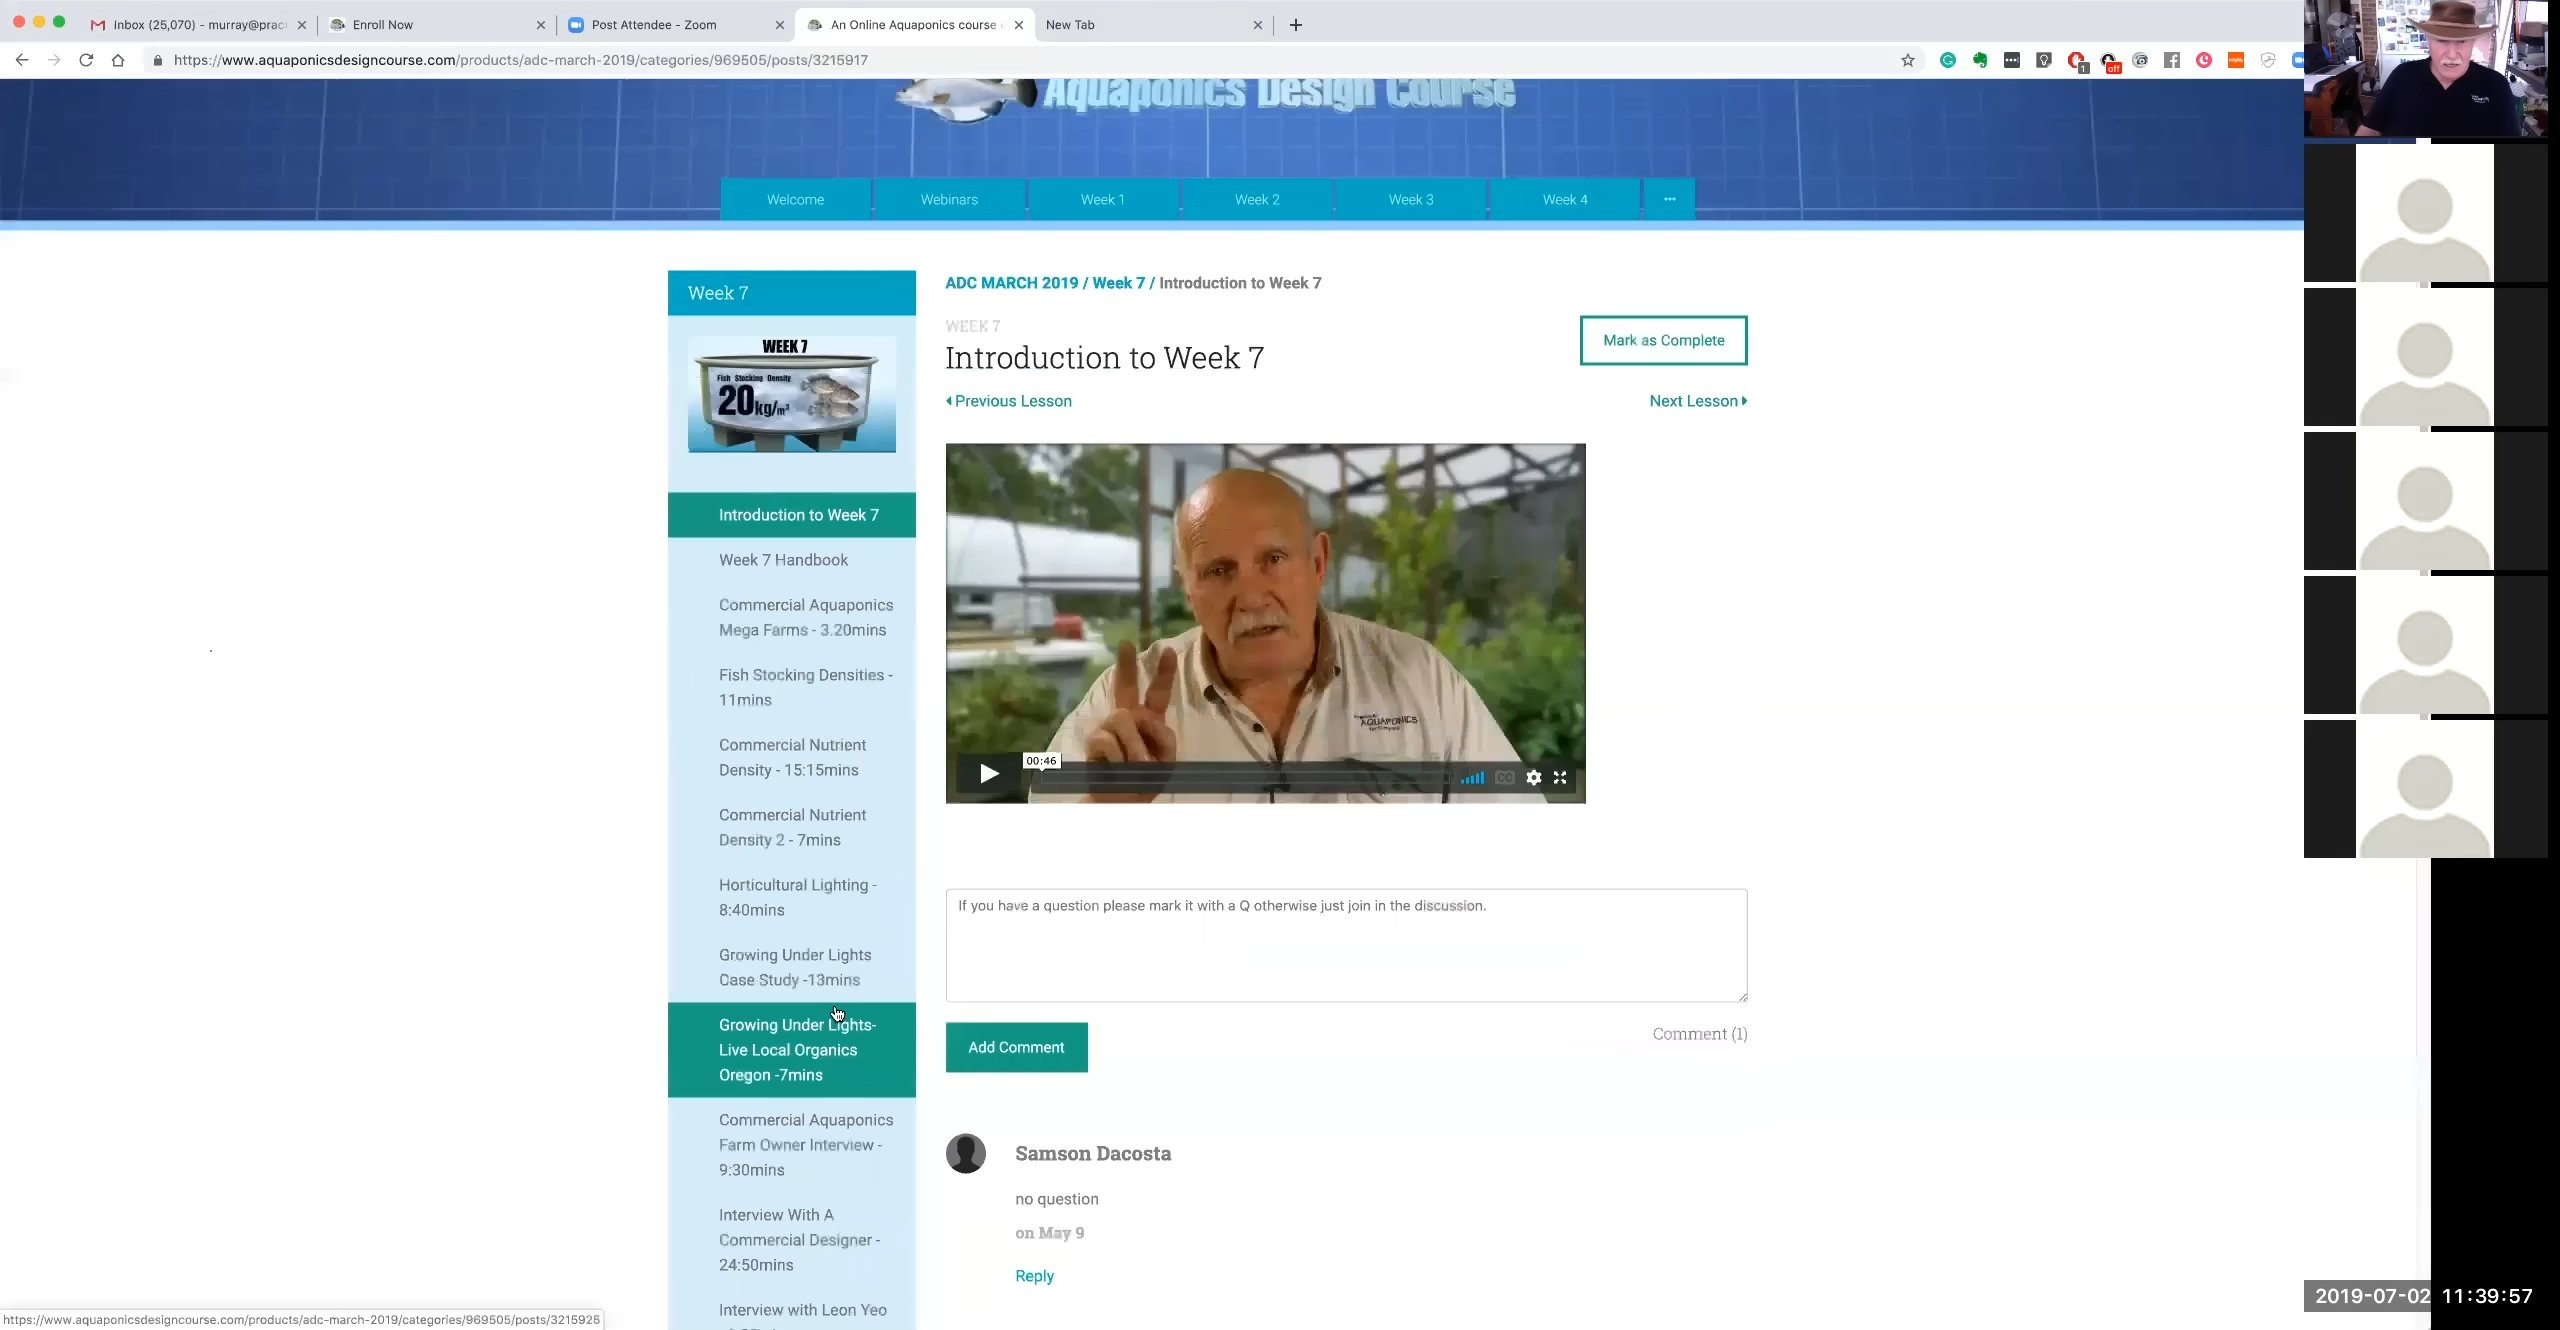 Inbox (25,070) - murray@prac
Enroll Now
Post Attendee - Zoom
An Online Aquaponics course
New Tab
https://www.aquaponicsdesigncourse.com/products/adc-march-2019/categories/969505/posts/3215917
1
off
Aquaponics Design Course
Welcome
Webinars
Week 1
Week 2
Week 3
Week 4
...
Week 7
WEEK 7
Fish Stocking Density
20kg/m³
Introduction to Week 7
Week 7 Handbook
Commercial Aquaponics
Mega Farms - 3.20mins
Fish Stocking Densities -
11mins
Commercial Nutrient
Density - 15:15mins
Commercial Nutrient
Density 2 - 7mins
Horticultural Lighting -
8:40mins
Growing Under Lights
Case Study -13mins
Growing Under Lights-
Live Local Organics
Oregon -7mins
Commercial Aquaponics
Farm Owner Interview -
9:30mins
Interview With A
Commercial Designer -
24:50mins
Interview with Leon Yeo
ADC MARCH 2019 / Week 7 / Introduction to Week 7
WEEK 7
Introduction to Week 7
Mark as Complete
Previous Lesson
Next Lesson
AQUAPONICS
00:46
CC
If you have a question please mark it with a Q otherwise just join in the discussion.
Add Comment
Comment (1)
Samson Dacosta
no question
on May 9
Reply
https://www.aquaponicsdesigncourse.com/products/adc-march-2019/categories/969505/posts/3215925
2019-07-02 11:39:57